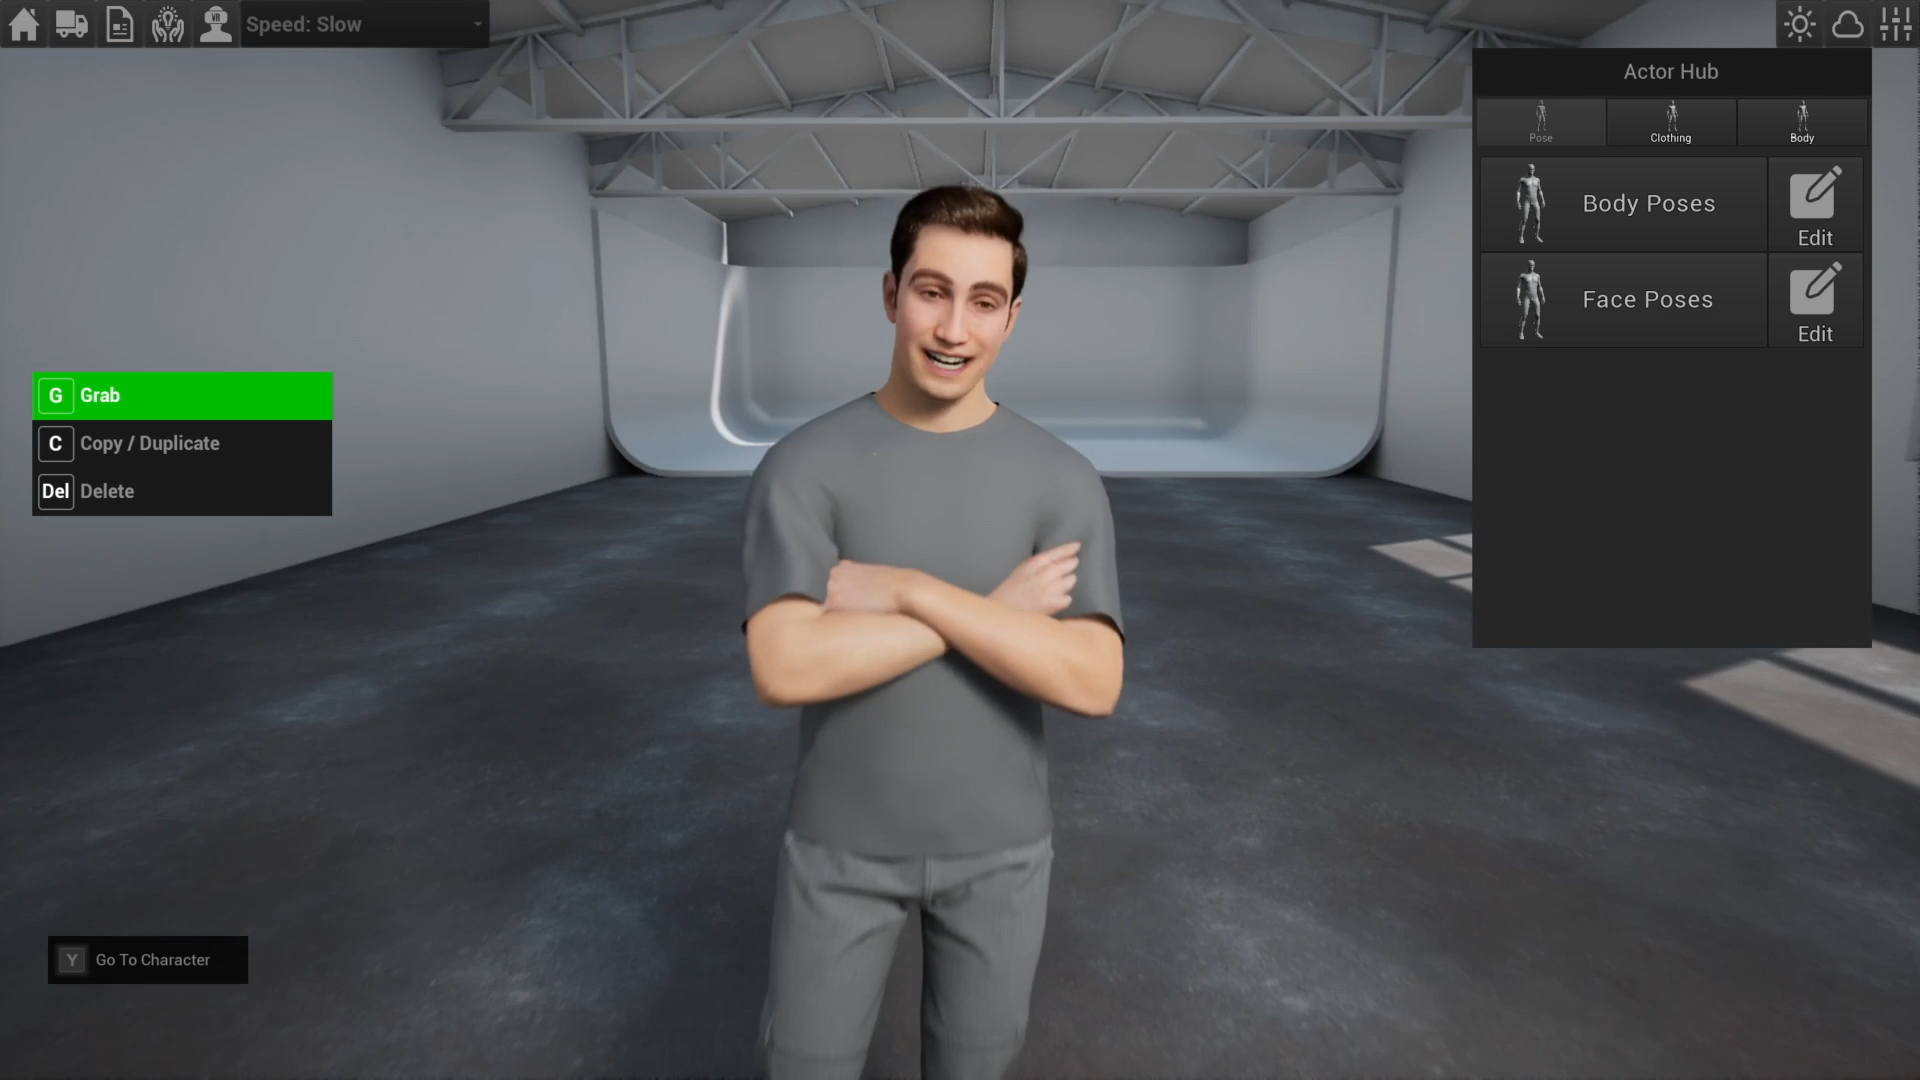 VR
Speed: Slow
Actor Hub
Pose
Clothing
Body
Body Poses
Edit
Face Poses
Edit
G Grab
C Copy / Duplicate
Del Delete
Y Go To Character